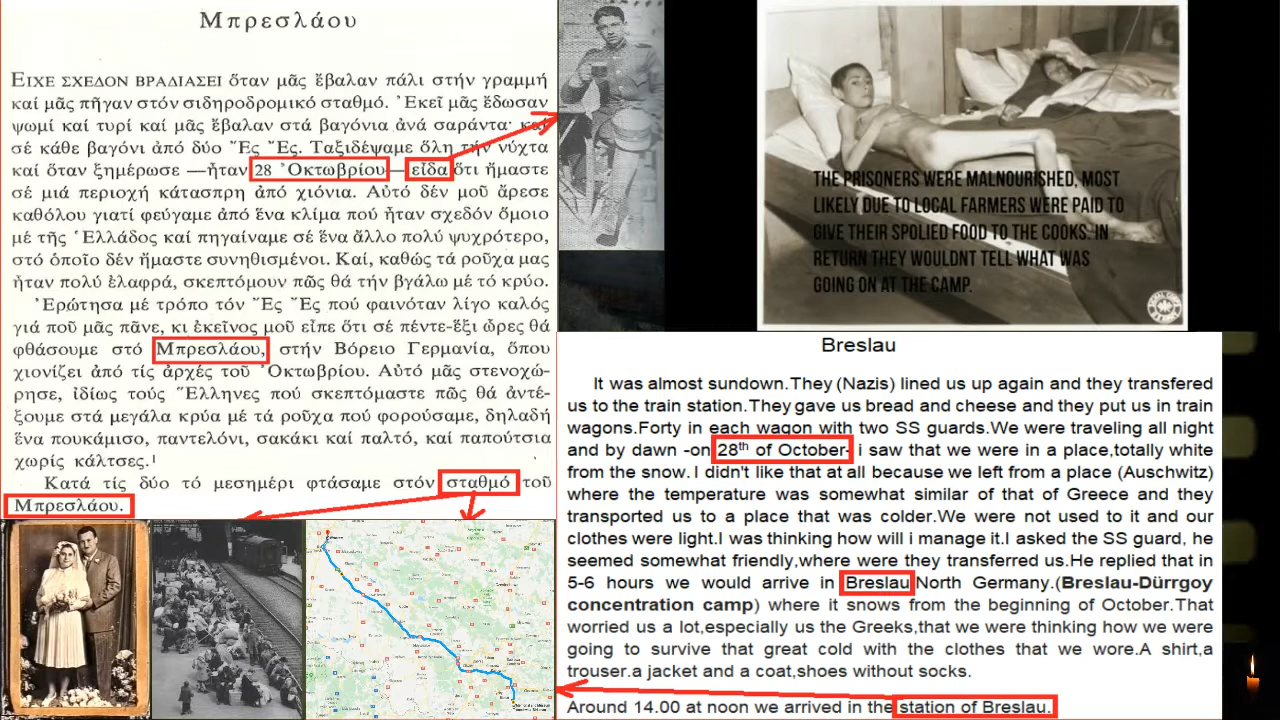 Μπρεσλάου
ΕΙΧΕ ΣΧΕΔΟΝ ΒΡΑΔΙΑΣΕΙ ὅταν μᾶς ἔβαλαν πάλι στήν γραμμή
καί μᾶς πῆγαν στόν σιδηροδρομικό σταθμό. Ἐκεῖ μᾶς ἔδωσαν
ψωμί καί τυρί καί μᾶς ἔβαλαν στά βαγόνια ἀνά σαράντα· καί
σέ κάθε βαγόνι ἀπό δύο Ἔς Ἔς. Ταξιδέψαμε ὅλη τήν νύχτα
καί ὅταν ξημέρωσε —ἦταν 28 Ὀκτωβρίου— εἶδα ὅτι ἤμαστε
σέ μιά περιοχή κάτασπρη ἀπό χιόνια. Αὐτό δέν μοῦ ἄρεσε
καθόλου γιατί φεύγαμε ἀπό ἕνα κλίμα πού ἦταν σχεδόν ὅμοιο
μέ τῆς Ἑλλάδος καί πηγαίναμε σέ ἕνα ἄλλο πολύ ψυχρότερο,
στό ὁποῖο δέν ἤμαστε συνηθισμένοι. Καί, καθώς τά ροῦχα μας
ἦταν πολύ ἐλαφρά, σκεπτόμουν πῶς θά τήν βγάλω μέ τό κρύο.
Ἐρώτησα μέ τρόπο τόν Ἔς Ἔς πού φαινόταν λίγο καλός
γιά ποῦ μᾶς πᾶνε, κι ἐκεῖνος μοῦ εἶπε ὅτι σέ πέντε-ἕξι ὧρες θά
φθάσουμε στό Μπρεσλάου, στήν Βόρειο Γερμανία, ὅπου
χιονίζει ἀπό τίς ἀρχές τοῦ Ὀκτωβρίου. Αὐτό μᾶς στενοχώ-
ρησε, ἰδίως τούς Ἕλληνες πού σκεπτόμαστε πῶς θά ἀντέ-
ξουμε στά μεγάλα κρύα μέ τά ροῦχα πού φορούσαμε, δηλαδή
ἕνα πουκάμισο, παντελόνι, σακάκι καί παλτό, καί παπούτσια
χωρίς κάλτσες.¹
Κατά τίς δύο τό μεσημέρι φτάσαμε στόν σταθμό τοῦ
Μπρεσλάου.
THE PRISONERS WERE MALNOURISHED, MOST
LIKELY DUE TO LOCAL FARMERS WERE PAID TO
GIVE THEIR SPOLIED FOOD TO THE COOKS. IN
RETURN THEY WOULDNT TELL WHAT WAS
GOING ON AT THE CAMP.
Breslau
It was almost sundown.They (Nazis) lined us up again and they transfered
us to the train station.They gave us bread and cheese and they put us in train
wagons.Forty in each wagon with two SS guards.We were traveling all night
and by dawn -on 28th of October- i saw that we were in a place,totally white
from the snow. I didn't like that at all because we left from a place (Auschwitz)
where the temperature was somewhat similar of that of Greece and they
transported us to a place that was colder.We were not used to it and our
clothes were light.I was thinking how will i manage it.I asked the SS guard, he
seemed somewhat friendly,where were they transferred us.He replied that in
5-6 hours we would arrive in Breslau North Germany.(Breslau-Dürrgoy
concentration camp) where it snows from the beginning of October.That
worried us a lot,especially us the Greeks,that we were thinking how we were
going to survive that great cold with the clothes that we wore.A shirt,a
trouser.a jacket and a coat,shoes without socks.
Around 14.00 at noon we arrived in the station of Breslau.